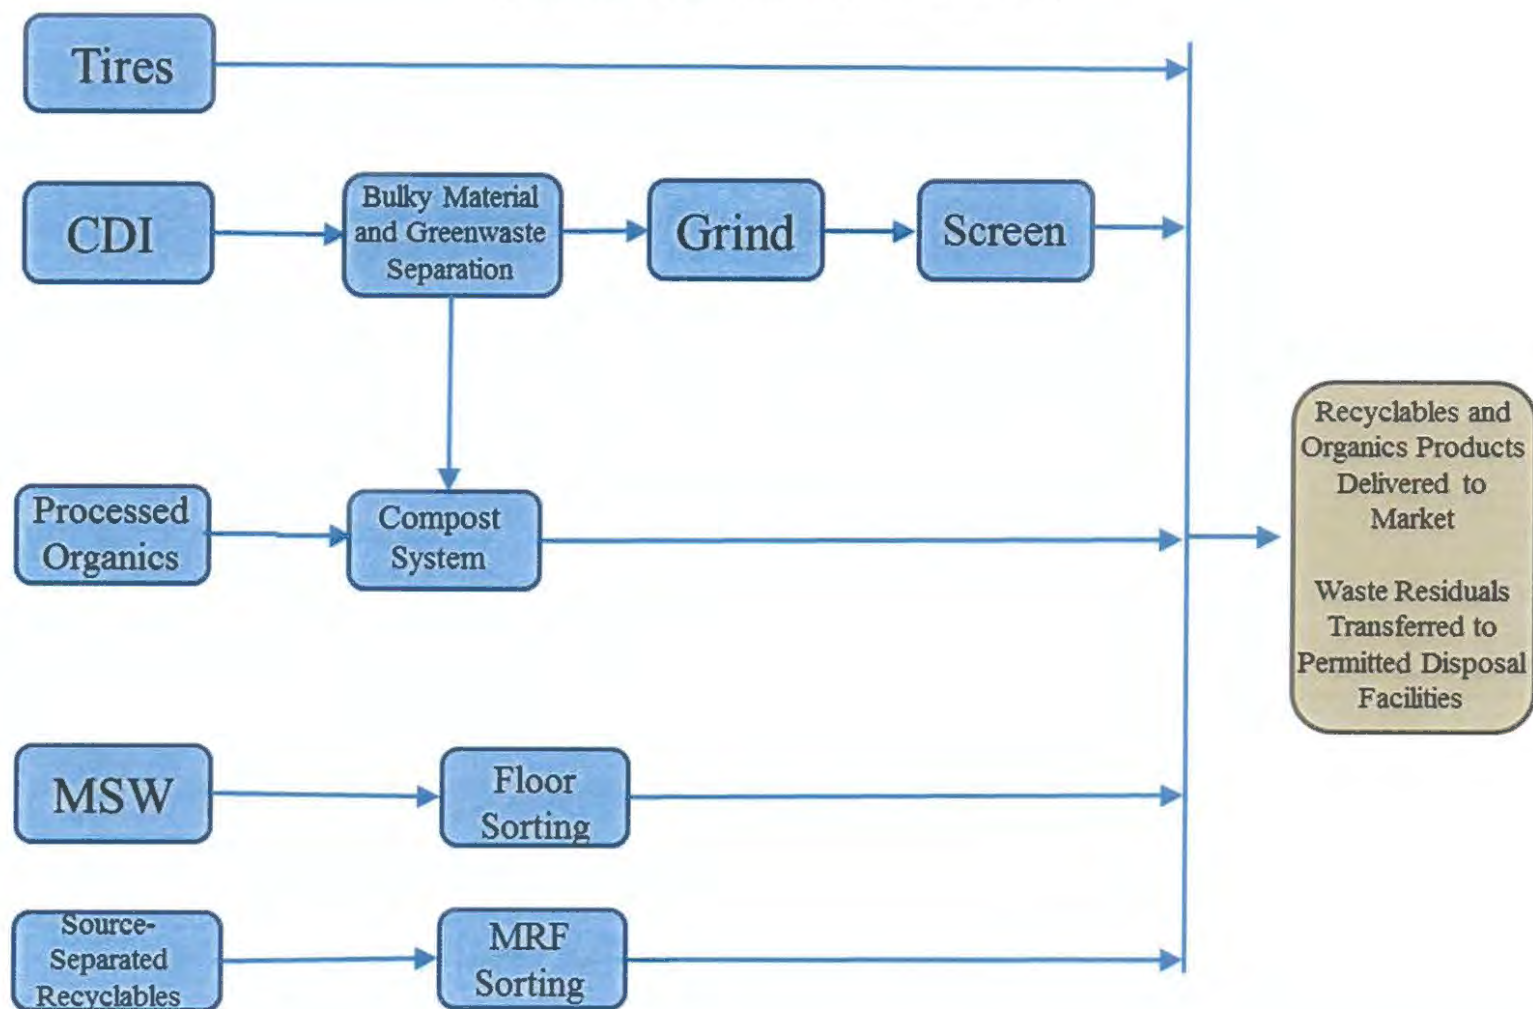 Tires
CDI
Bulky Material
and Greenwaste
Separation
Grind
Screen
Processed
Organics
Compost
System
Recyclables and
Organics Products
Delivered to
Market
Waste Residuals
Transferred to
Permitted Disposal
Facilities
MSW
Floor
Sorting
Source-
Separated
Recyclables
MRF
Sorting